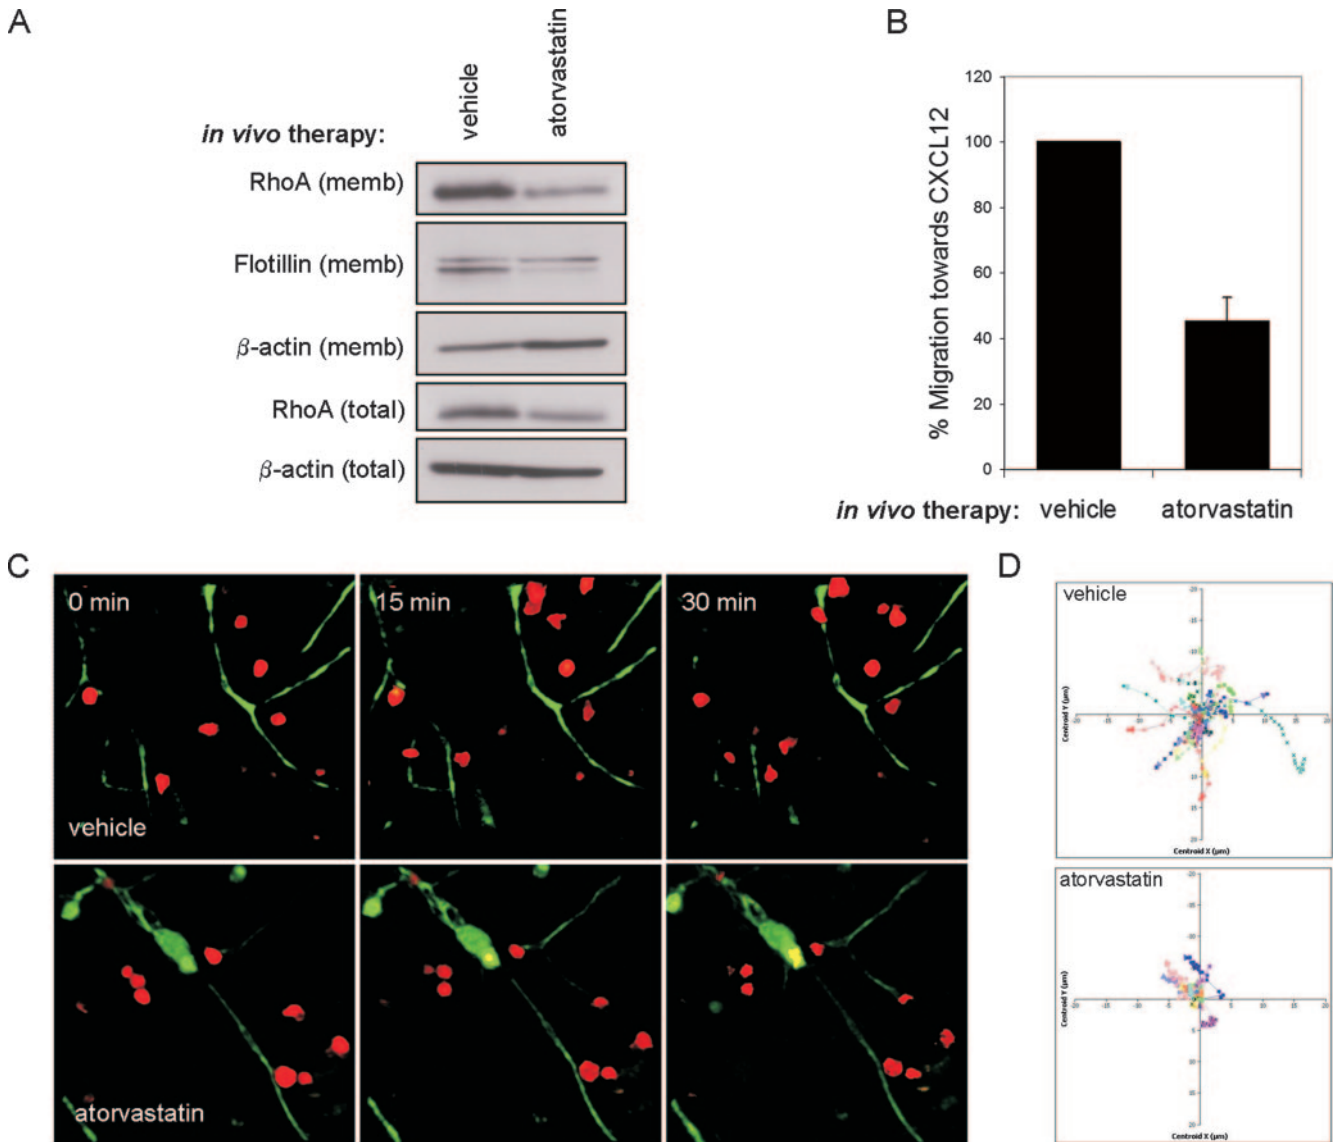 A
vehicle
atorvastatin
in vivo therapy:
RhoA (memb)
Flotillin (memb)
β-actin (memb)
RhoA (total)
β-actin (total)
B
120
100
80
60
40
20
0
% Migration towards CXCL12
in vivo therapy: vehicle atorvastatin
C
0 min 15 min 30 min
vehicle
atorvastatin
D
vehicle
Centroid Y (µm)
Centroid X (µm)
atorvastatin
Centroid Y (µm)
Centroid X (µm)